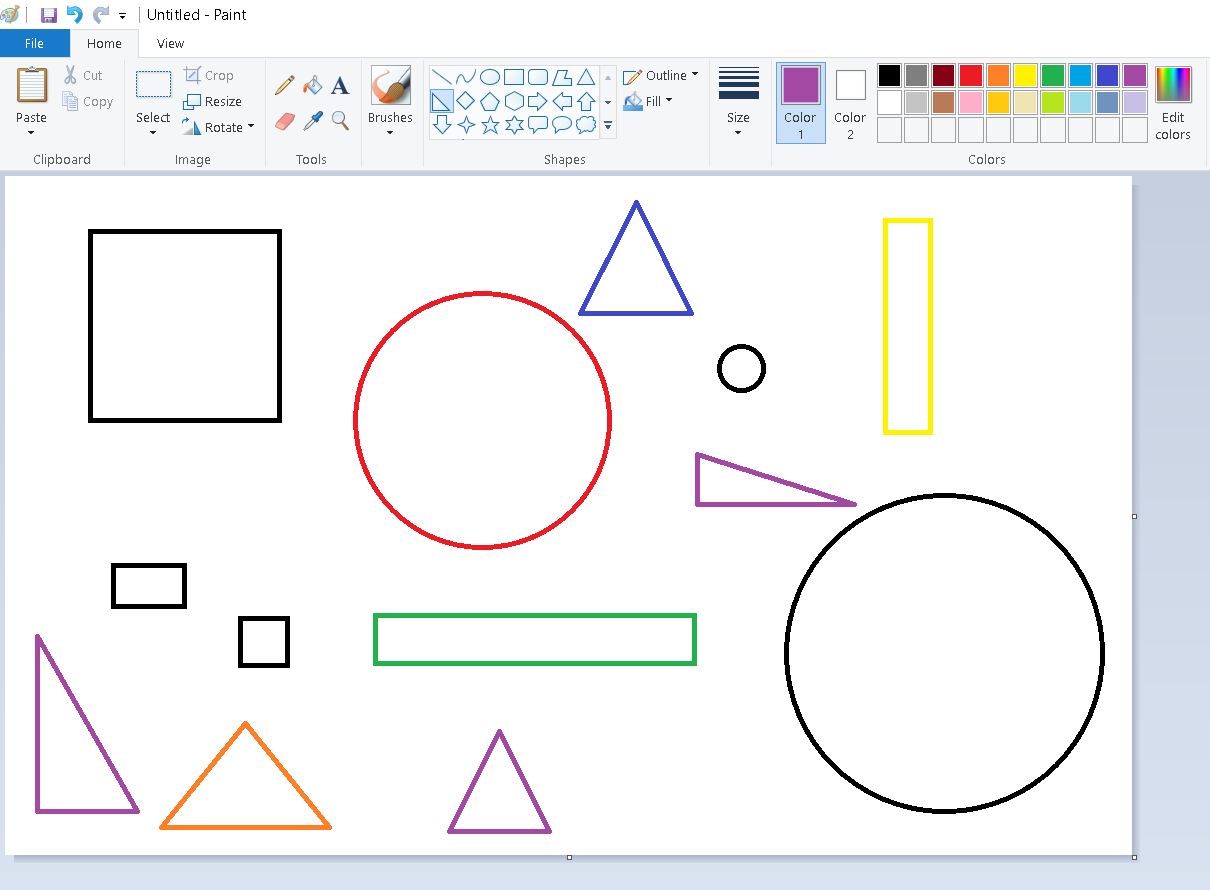 Untitled - Paint
File Home View
Paste Cut Copy Select Crop Resize Rotate Brushes Outline Fill Size Color 1 Color 2 Edit colors
Clipboard Image Tools Shapes Colors